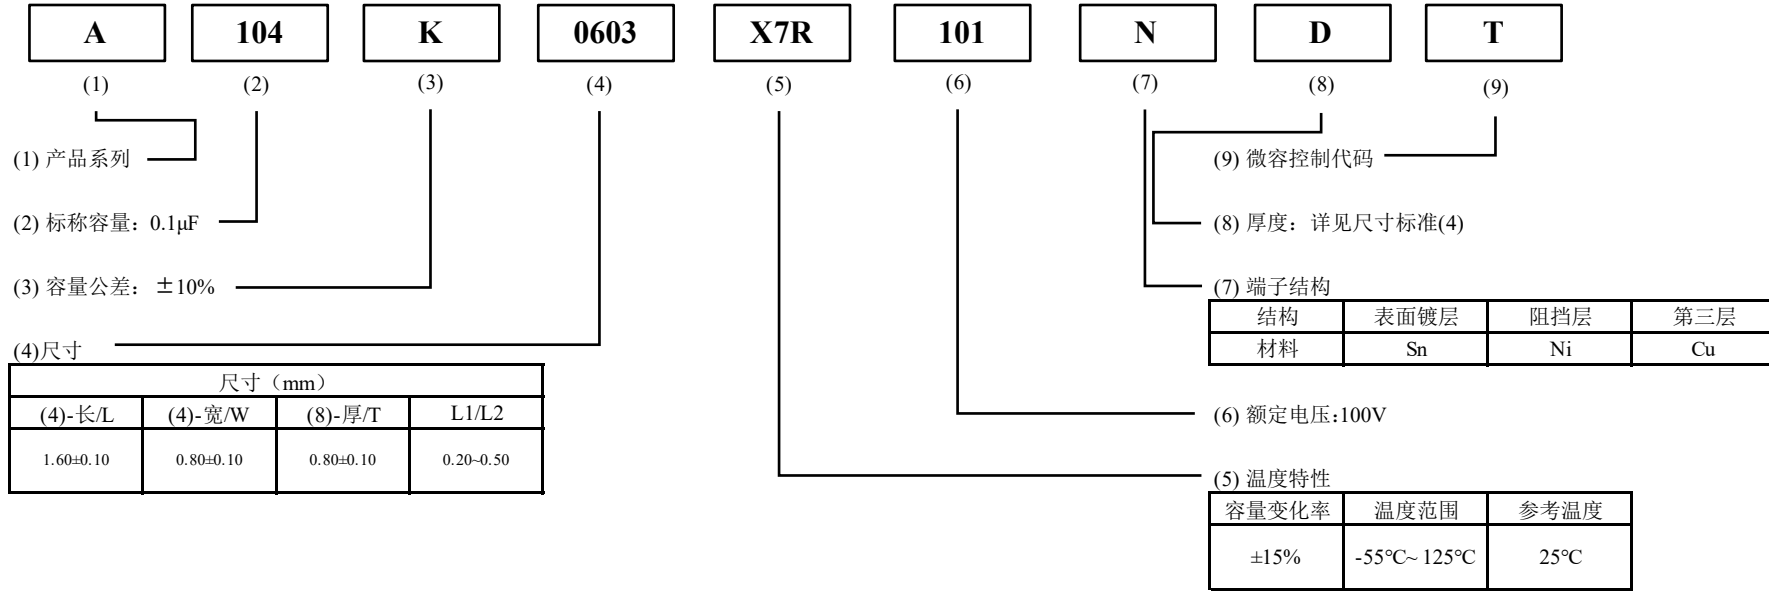 A 104 K 0603 X7R 101 N D T
(1) (2) (3) (4) (5) (6) (7) (8) (9)
(1) 产品系列
(9) 微容控制代码
(2) 标称容量：0.1μF
(8) 厚度：详见尺寸标准(4)
(3) 容量公差：±10%
(7) 端子结构
结构 表面镀层 阻挡层 第三层
材料 Sn Ni Cu
(4)尺寸
尺寸（mm）
(4)-长/L (4)-宽/W (8)-厚/T L1/L2
1.60±0.10 0.80±0.10 0.80±0.10 0.20~0.50
(6) 额定电压:100V
(5) 温度特性
容量变化率 温度范围 参考温度
±15% -55℃~ 125℃ 25℃